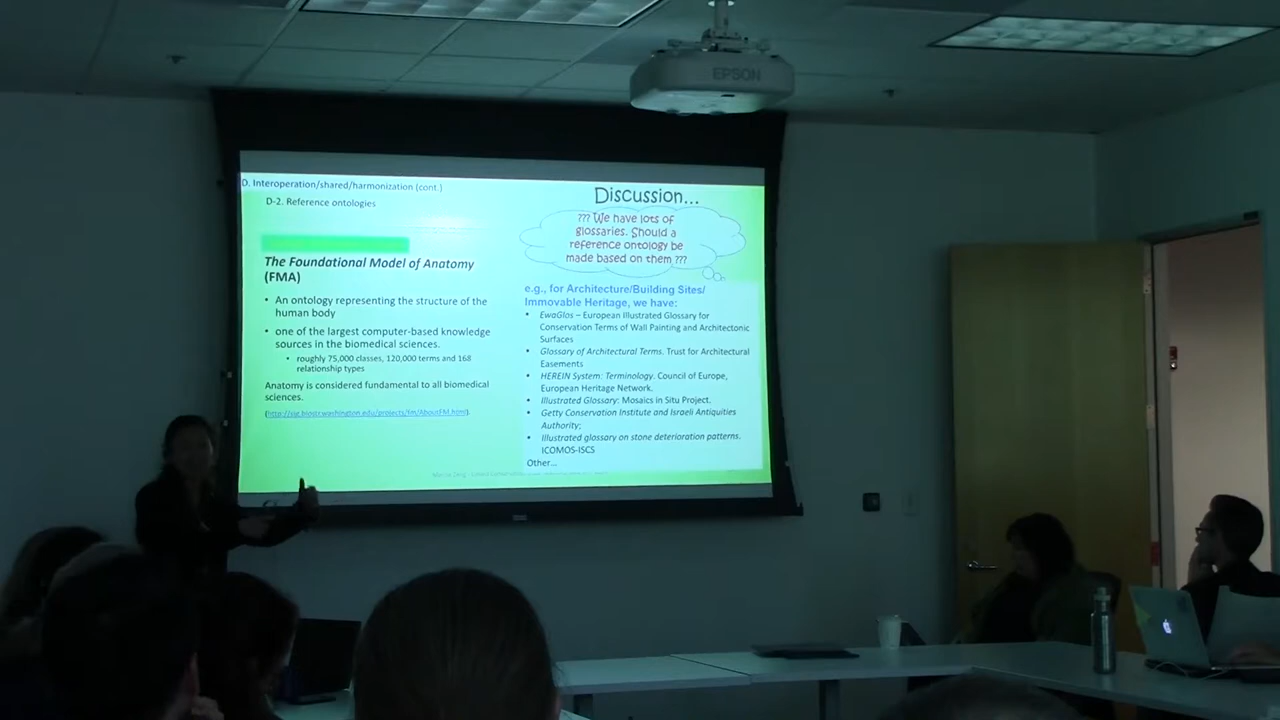 EPSON
D. Interoperation/shared/harmonization (cont.)
D-2. Reference ontologies
The Foundational Model of Anatomy
(FMA)
• An ontology representing the structure of the
human body
• one of the largest computer-based knowledge
sources in the biomedical sciences.
• roughly 75,000 classes, 120,000 terms and 168
relationship types
Anatomy is considered fundamental to all biomedical
sciences.
Discussion...
??? We have lots of
glossaries. Should a
reference ontology be
made based on them ???
e.g., for Architecture/Building Sites/
Immovable Heritage, we have:
• EwaGlos – European Illustrated Glossary for
Conservation Terms of Wall Painting and Architectonic
Surfaces
• Glossary of Architectural Terms. Trust for Architectural
Easements
• HEREIN System: Terminology. Council of Europe,
European Heritage Network.
• Illustrated Glossary: Mosaics in Situ Project.
• Getty Conservation Institute and Israeli Antiquities
Authority;
• Illustrated glossary on stone deterioration patterns.
ICOMOS-ISCS
Other...